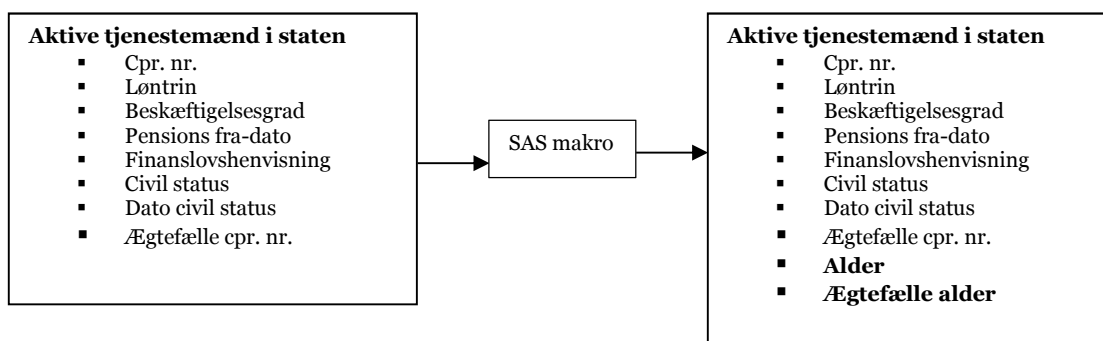 Aktive tjenestemænd i staten
▪ Cpr. nr.
▪ Løntrin
▪ Beskæftigelsesgrad
▪ Pensions fra-dato
▪ Finanslovshenvisning
▪ Civil status
▪ Dato civil status
▪ Ægtefælle cpr. nr.
SAS makro
Aktive tjenestemænd i staten
▪ Cpr. nr.
▪ Løntrin
▪ Beskæftigelsesgrad
▪ Pensions fra-dato
▪ Finanslovshenvisning
▪ Civil status
▪ Dato civil status
▪ Ægtefælle cpr. nr.
▪ Alder
▪ Ægtefælle alder